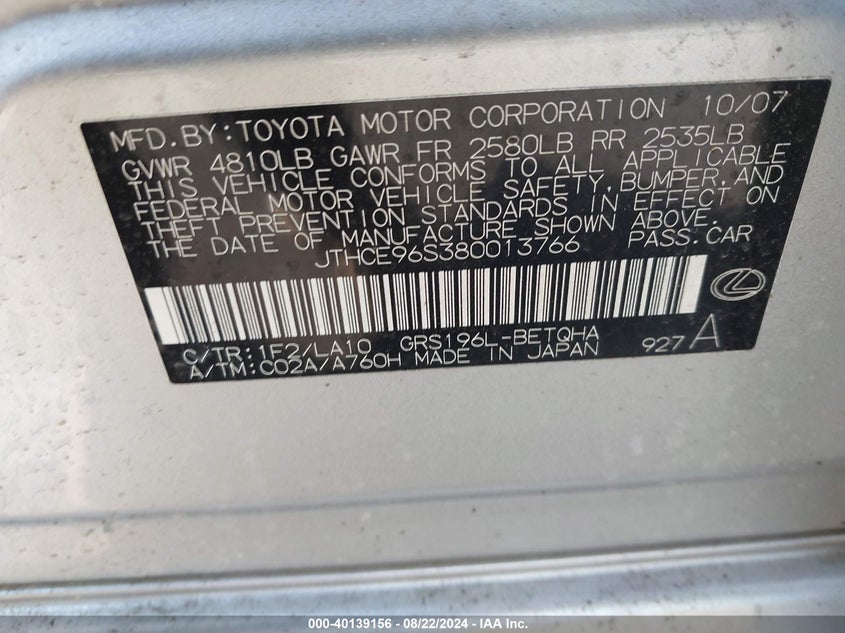 MFD.BY:TOYOTA MOTOR CORPORATION 10/07
GVWR 4810LB GAWR FR 2580LB RR 2535LB
THIS VEHICLE CONFORMS TO ALL APPLICABLE
FEDERAL MOTOR VEHICLE SAFETY,BUMPER,AND
THEFT PREVENTION STANDARDS IN EFFECT ON
THE DATE OF MANUFACTURE SHOWN ABOVE.
JTHCE96S380013766 PASS.CAR
C/TR:1F2/LA10 GRS196L-BETQHA
A/TM:C02A/A760H MADE IN JAPAN 927A
000-40139156 - 08/22/2024 - IAA Inc.